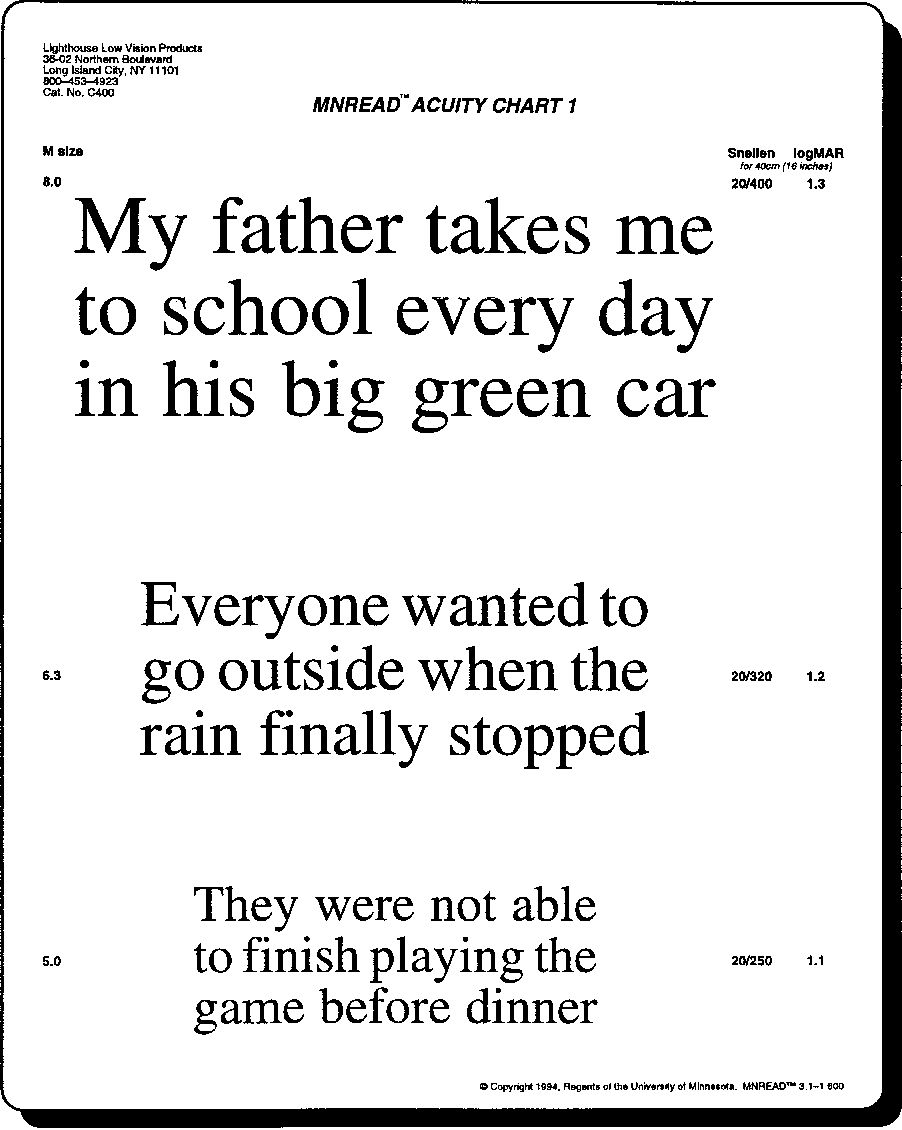 Lighthouse Low Vision Products
36-02 Northern Boulevard
Long Island City, NY 11101
800-453-4923
Cat. No. C400
MNREAD™ ACUITY CHART 1
M size
Snellen logMAR
for 40cm (16 inches)
8.0
20/400 1.3
My father takes me
to school every day
in his big green car
Everyone wanted to
6.3 go outside when the 20/320 1.2
rain finally stopped
They were not able
5.0 to finish playing the 20/250 1.1
game before dinner
© Copyright 1994, Regents of the University of Minnesota. MNREAD™ 3.1-1 600